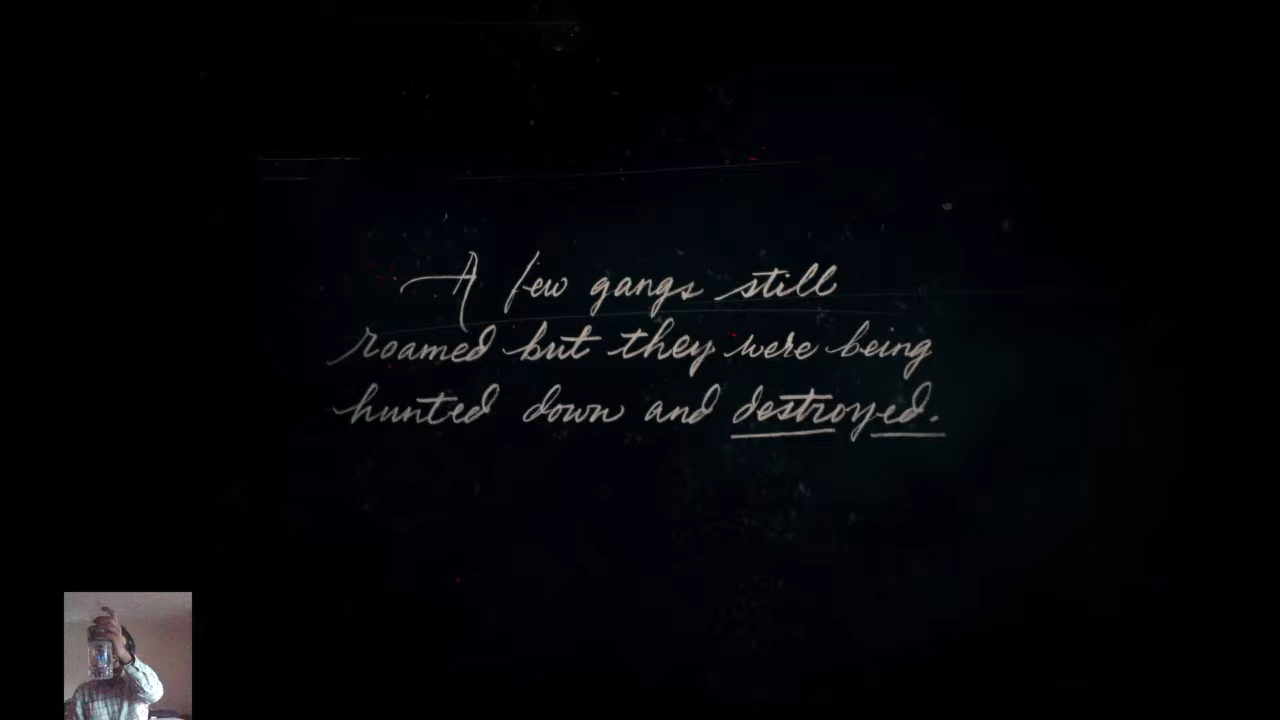 A few gangs still
roamed but they were being
hunted down and destroyed.